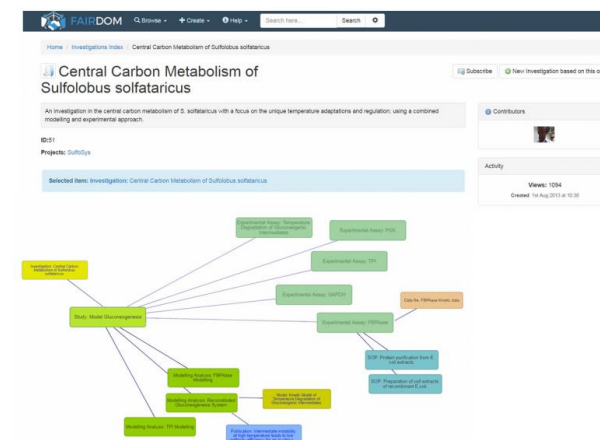 FAIRDOM Browse Create Help Search here... Search
Home / Investigations Index / Central Carbon Metabolism of Sulfolobus solfataricus
Central Carbon Metabolism of
Sulfolobus solfataricus
Subscribe New Investigation based on this o
An investigation in the central carbon metabolism of S. solfataricus with a focus on the unique temperature adaptations and regulation; using a combined
modelling and experimental approach.
ID:51
Projects: SulfoSys
Selected item: Investigation: Central Carbon Metabolism of Sulfolobus solfataricus
Contributors
Activity
Views: 1094
Created: 1st Aug 2013 at 10:36
Experimental Assay: Temperature
Degradation of Gluconeogenic
Intermediates
Experimental Assay: PGK
Investigation: Central Carbon
Metabolism of Sulfolobus
solfataricus
Experimental Assay: TPI
Experimental Assay: GAPDH
Data file: FBPAase Kinetic data
Study: Model Gluconeogenesis
Experimental Assay: FBPAase
SOP: Protein purification from E.
coli extracts.
Modelling Analysis: FBPAase
Modelling
SOP: Preparation of cell extracts
of recombinant E.coli
Modelling Analysis: Reconstituted
Gluconeogenesis System
Model: Kinetic Model of
Temperature Degradation of
Gluconeogenic Intermediates
Modelling Analysis: TPI Modelling
Publication: Intermediate instability
at high temperature leads to low